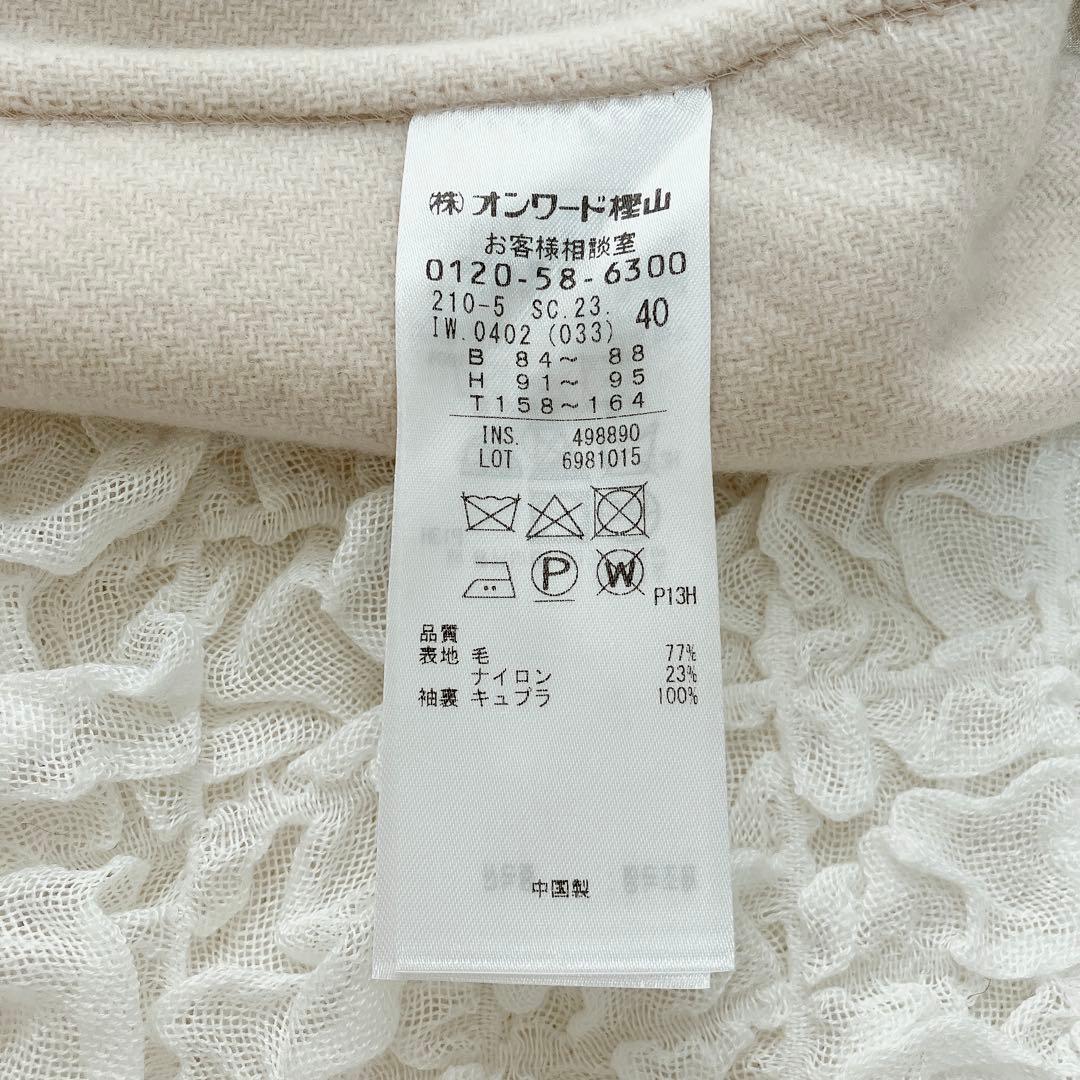 (株)オンワード樫山
お客様相談室
0120-58-6300
210-5 SC.23. 40
IW.0402 (033)
B 84～ 88
H 91～ 95
T 158～164
INS. 498890
LOT 6981015
P W P13H
品質
表地 毛 77%
ナイロン 23%
袖裏 キュプラ 100%
中国製